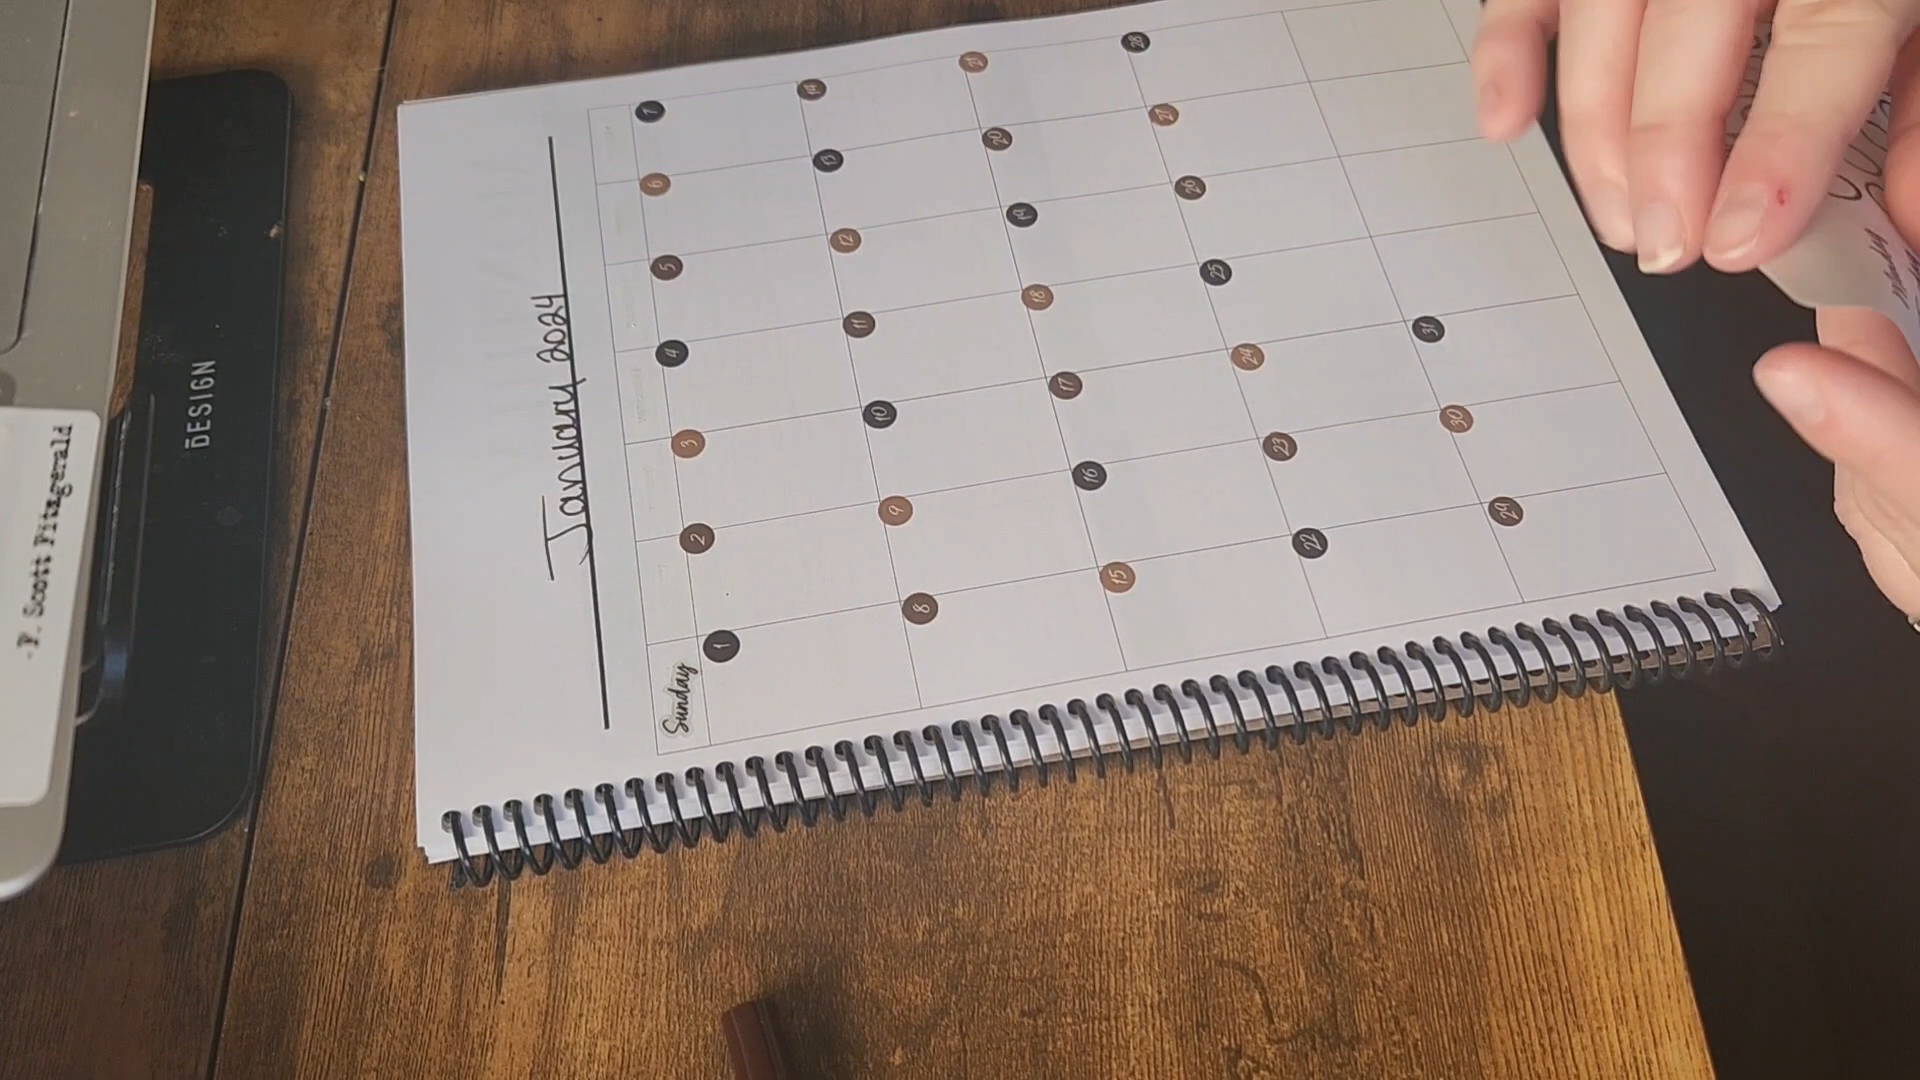 January 2024
Sunday
1 2 3 4 5 6 7
8 9 10 11 12 13 14
15 16 17 18 19 20 21
22 23 24 25 26 27 28
29 30 31
DESIGN
-F. Scott Fitzgerald